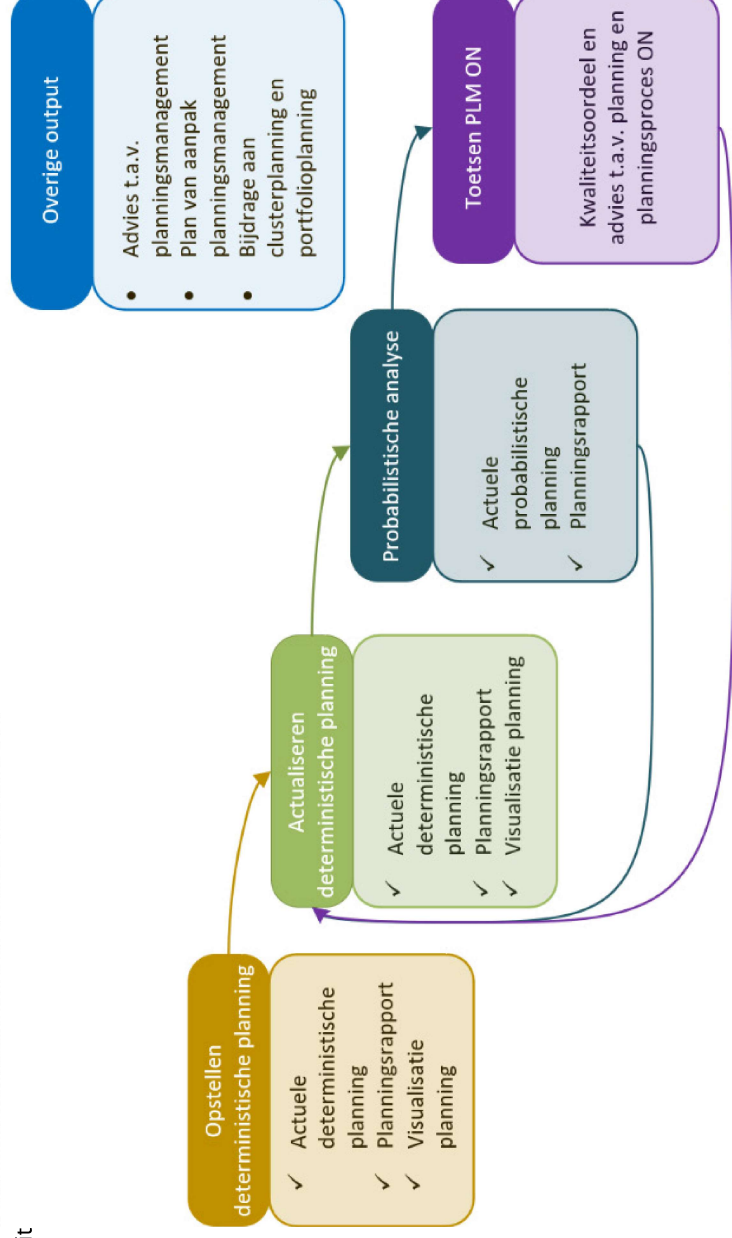 it
Opstellen
deterministische planning
✓ Actuele
deterministische
planning
✓ Planningsrapport
✓ Visualisatie
planning
Actualiseren
deterministische planning
✓ Actuele
deterministische
planning
✓ Planningsrapport
✓ Visualisatie planning
Probabilistische analyse
✓ Actuele
probabilistische
planning
✓ Planningsrapport
Toetsen PLM ON
Kwaliteitsoordeel en
advies t.a.v. planning en
planningsproces ON
Overige output
• Advies t.a.v.
planningsmanagement
• Plan van aanpak
planningsmanagement
• Bijdrage aan
clusterplanning en
portfolioplanning